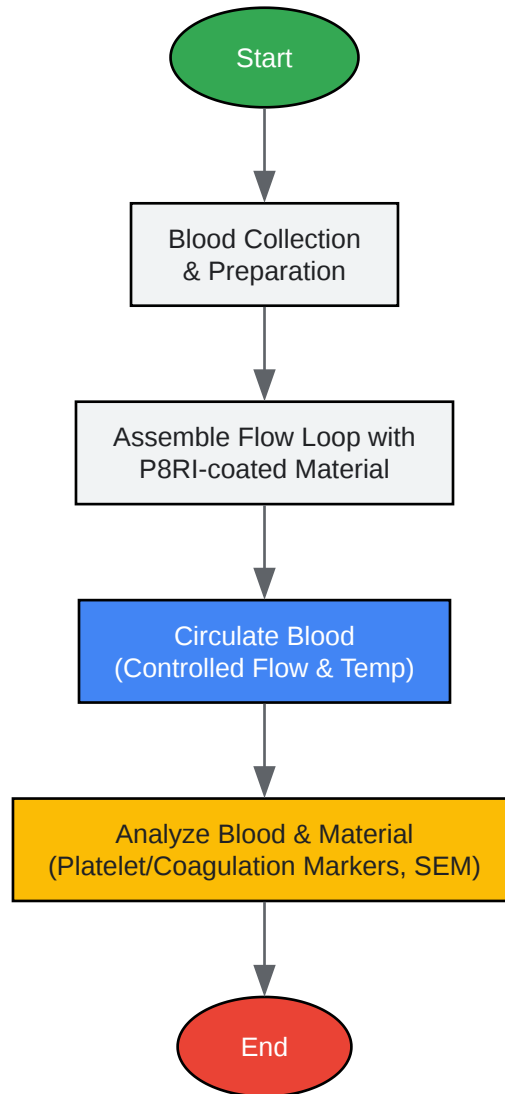 Start
Blood Collection
& Preparation
Assemble Flow Loop with
P8RI-coated Material
Circulate Blood
(Controlled Flow & Temp)
Analyze Blood & Material
(Platelet/Coagulation Markers, SEM)
End